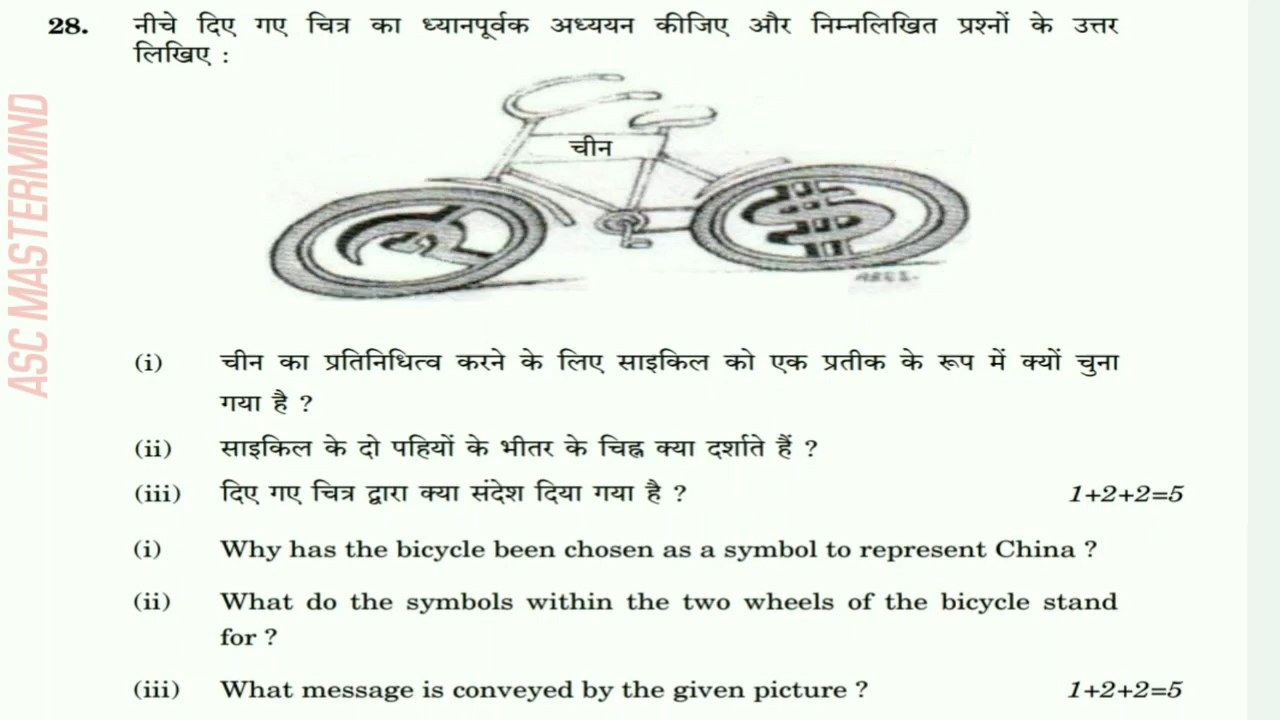 28. नीचे दिए गए चित्र का ध्यानपूर्वक अध्ययन कीजिए और निम्नलिखित प्रश्नों के उत्तर
लिखिए :
ASC MASTERMIND
चीन
(i) चीन का प्रतिनिधित्व करने के लिए साइकिल को एक प्रतीक के रूप में क्यों चुना
गया है ?
(ii) साइकिल के दो पहियों के भीतर के चिह्न क्या दर्शाते हैं ?
(iii) दिए गए चित्र द्वारा क्या संदेश दिया गया है ? 1+2+2=5
(i) Why has the bicycle been chosen as a symbol to represent China ?
(ii) What do the symbols within the two wheels of the bicycle stand
for ?
(iii) What message is conveyed by the given picture ? 1+2+2=5